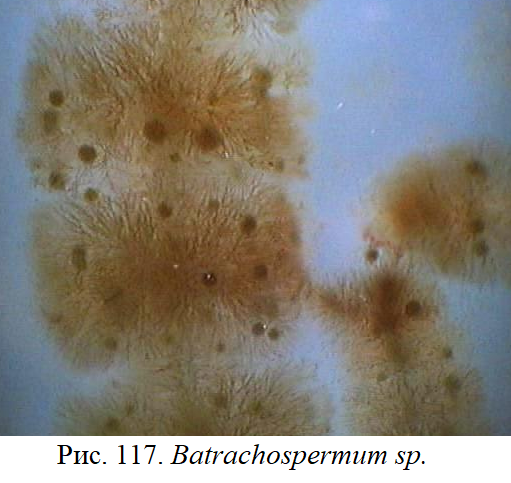 Рис. 117. Batrachospermum sp.